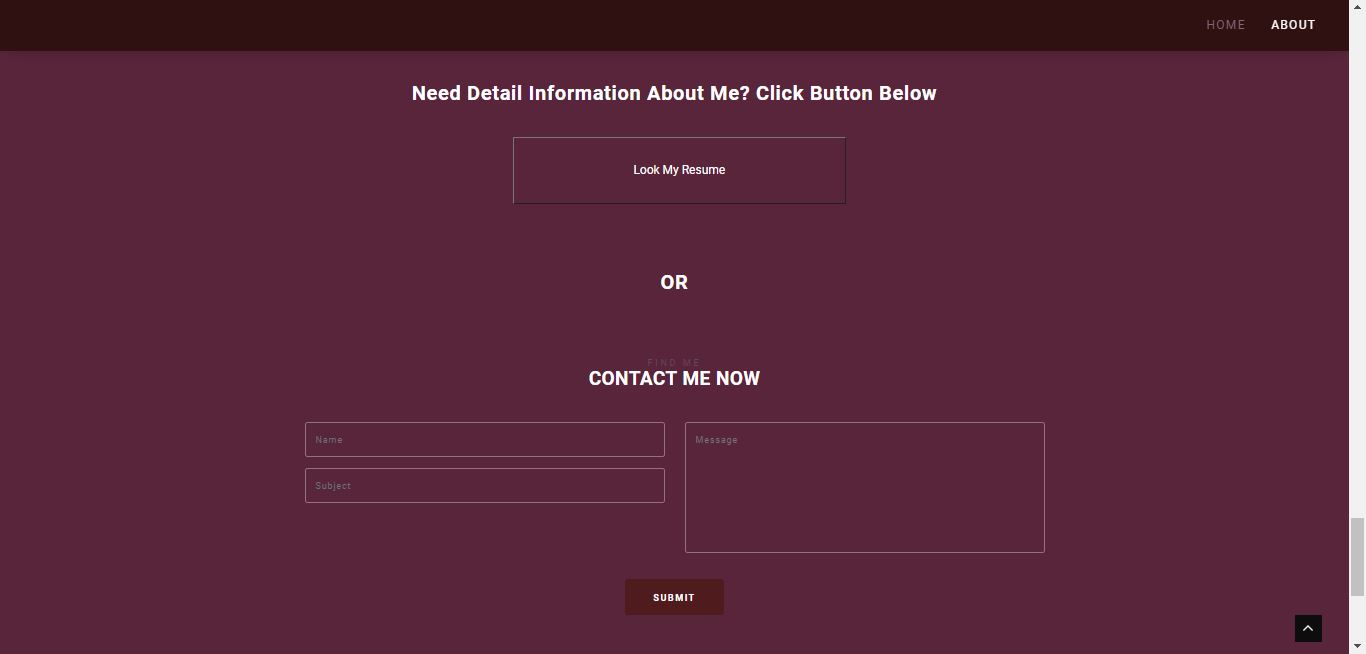 HOME ABOUT
Need Detail Information About Me? Click Button Below
Look My Resume
OR
FIND ME
CONTACT ME NOW
Name
Message
Subject
SUBMIT